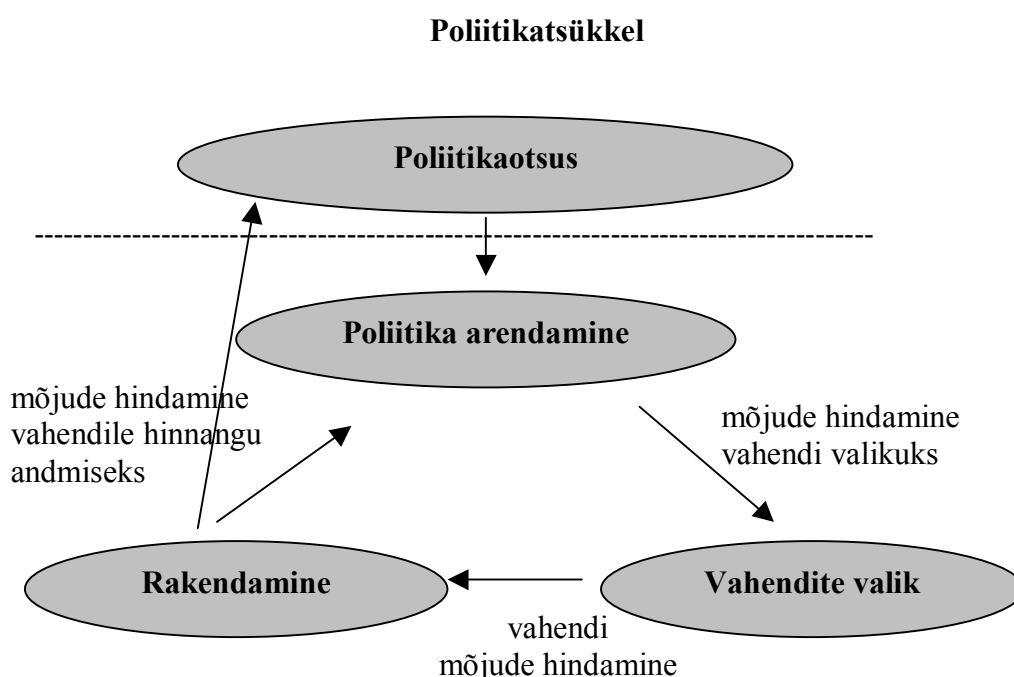 Poliitikatsükkel
Poliitikaotsus
Poliitika arendamine
mõjude hindamine
vahendile hinnangu
andmiseks
mõjude hindamine
vahendi valikuks
Rakendamine
Vahendite valik
vahendi
mõjude hindamine